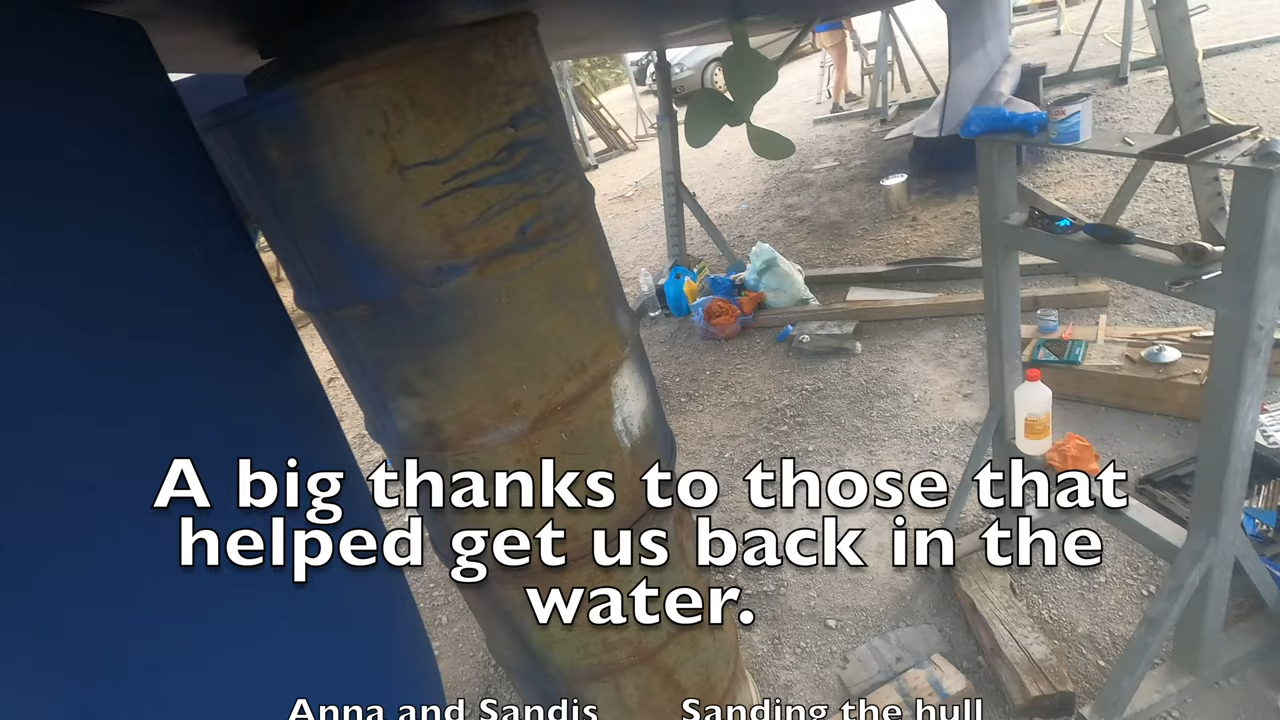 A big thanks to those that
helped get us back in the
water.
Anna and Sandis Sanding the hull